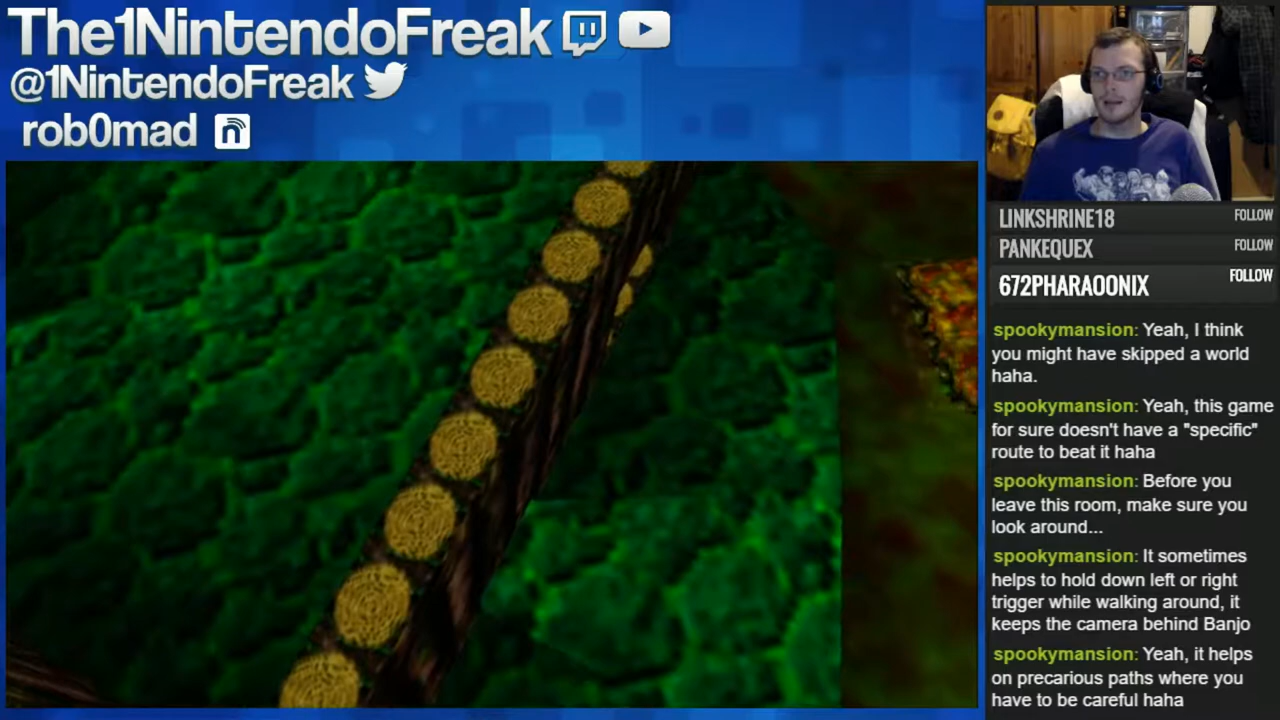 The1NintendoFreak
@1NintendoFreak
rob0mad
LINKSHRINE18 FOLLOW
PANKEQUEX FOLLOW
672PHARAOONIX FOLLOW
spookymansion: Yeah, I think
you might have skipped a world
haha.
spookymansion: Yeah, this game
for sure doesn't have a "specific"
route to beat it haha
spookymansion: Before you
leave this room, make sure you
look around...
spookymansion: It sometimes
helps to hold down left or right
trigger while walking around, it
keeps the camera behind Banjo
spookymansion: Yeah, it helps
on precarious paths where you
have to be careful haha